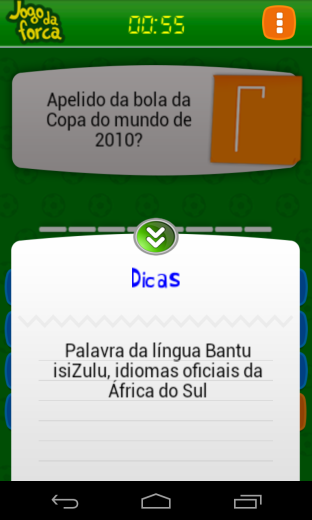 Jogo da
forca
00:55
Apelido da bola da
Copa do mundo de
2010?
Dicas
Palavra da língua Bantu
isiZulu, idiomas oficiais da
África do Sul